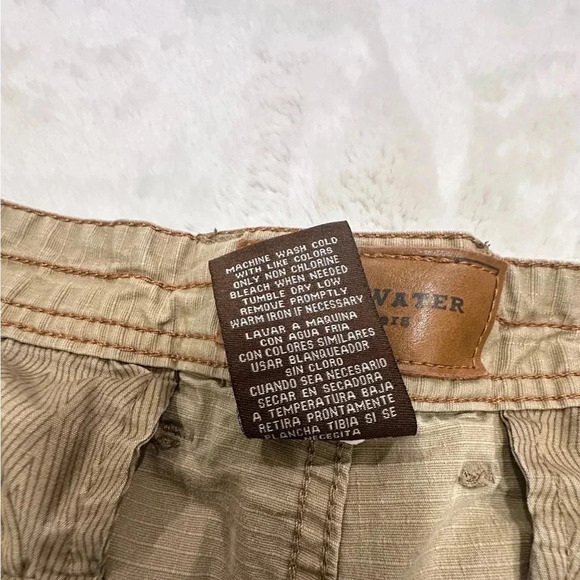 MACHINE WASH COLD
WITH LIKE COLORS
ONLY NON CHLORINE
BLEACH WHEN NEEDED
TUMBLE DRY LOW
REMOVE PROMPTLY
WARM IRON IF NECESSARY
LAVAR A MAQUINA
CON AGUA FRIA
CON COLORES SIMILARES
USAR BLANQUEADOR
SIN CLORO
CUANDO SEA NECESARIO
SECAR EN SECADORA
A TEMPERATURA BAJA
RETIRA PRONTAMENTE
PLANCHA TIBIA SI SE
NECECITA
WATER